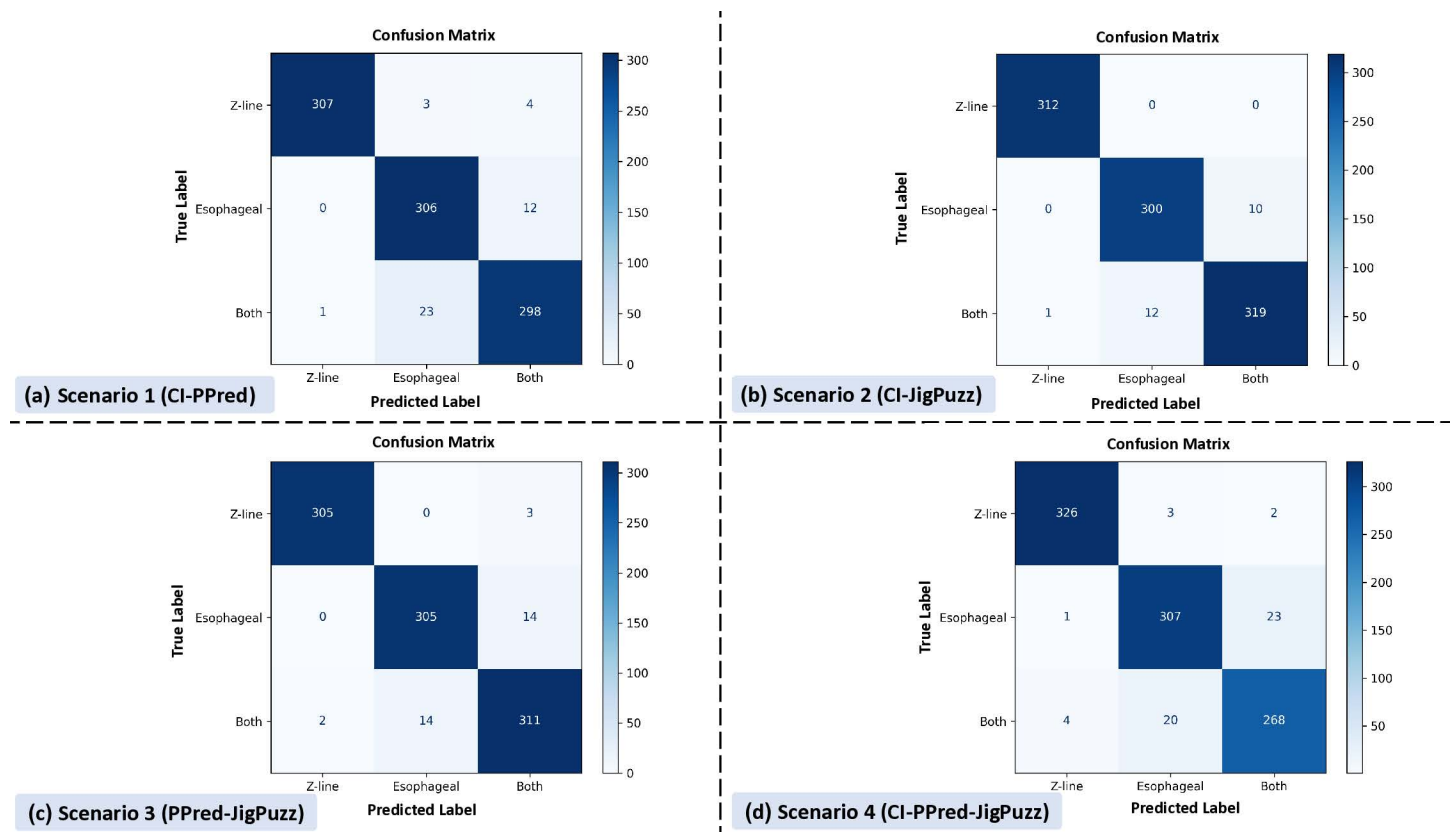 Confusion Matrix
Z-line
307 3 4
Esophageal
0 306 12
Both
1 23 298
Z-line Esophageal Both
True Label
Predicted Label
300
250
200
150
100
50
0
(a) Scenario 1 (CI-PPred)
Confusion Matrix
Z-line
312 0 0
Esophageal
0 300 10
Both
1 12 319
Z-line Esophageal Both
True Label
Predicted Label
300
250
200
150
100
50
0
(b) Scenario 2 (CI-JigPuzz)
Confusion Matrix
Z-line
305 0 3
Esophageal
0 305 14
Both
2 14 311
Z-line Esophageal Both
True Label
Predicted Label
300
250
200
150
100
50
0
(c) Scenario 3 (PPred-JigPuzz)
Confusion Matrix
Z-line
326 3 2
Esophageal
1 307 23
Both
4 20 268
Z-line Esophageal Both
True Label
Predicted Label
300
250
200
150
100
50
(d) Scenario 4 (CI-PPred-JigPuzz)